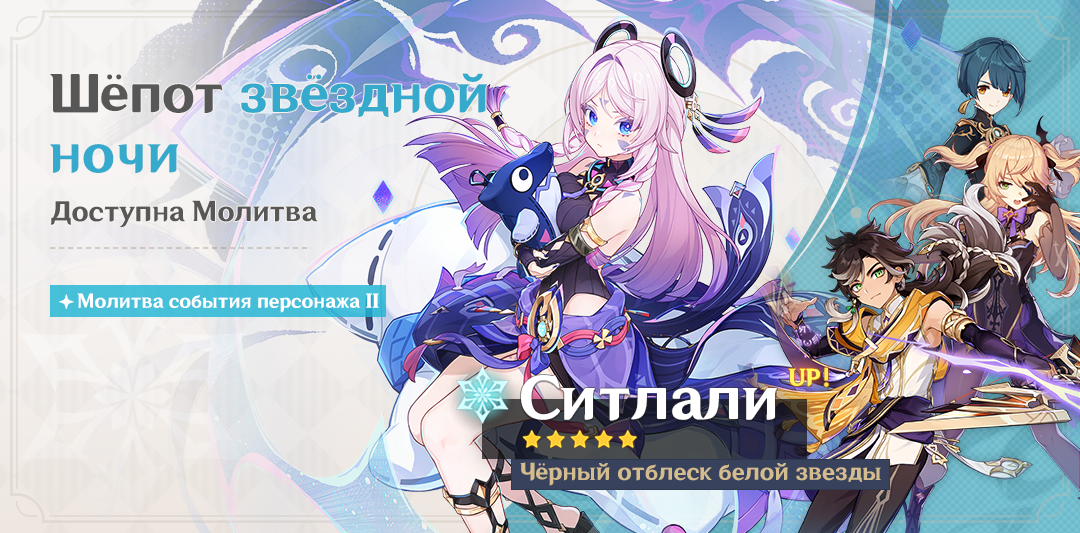 Шёпот звёздной
ночи
Доступна Молитва
Молитва события персонажа II
UP!
Ситлали
Чёрный отблеск белой звезды